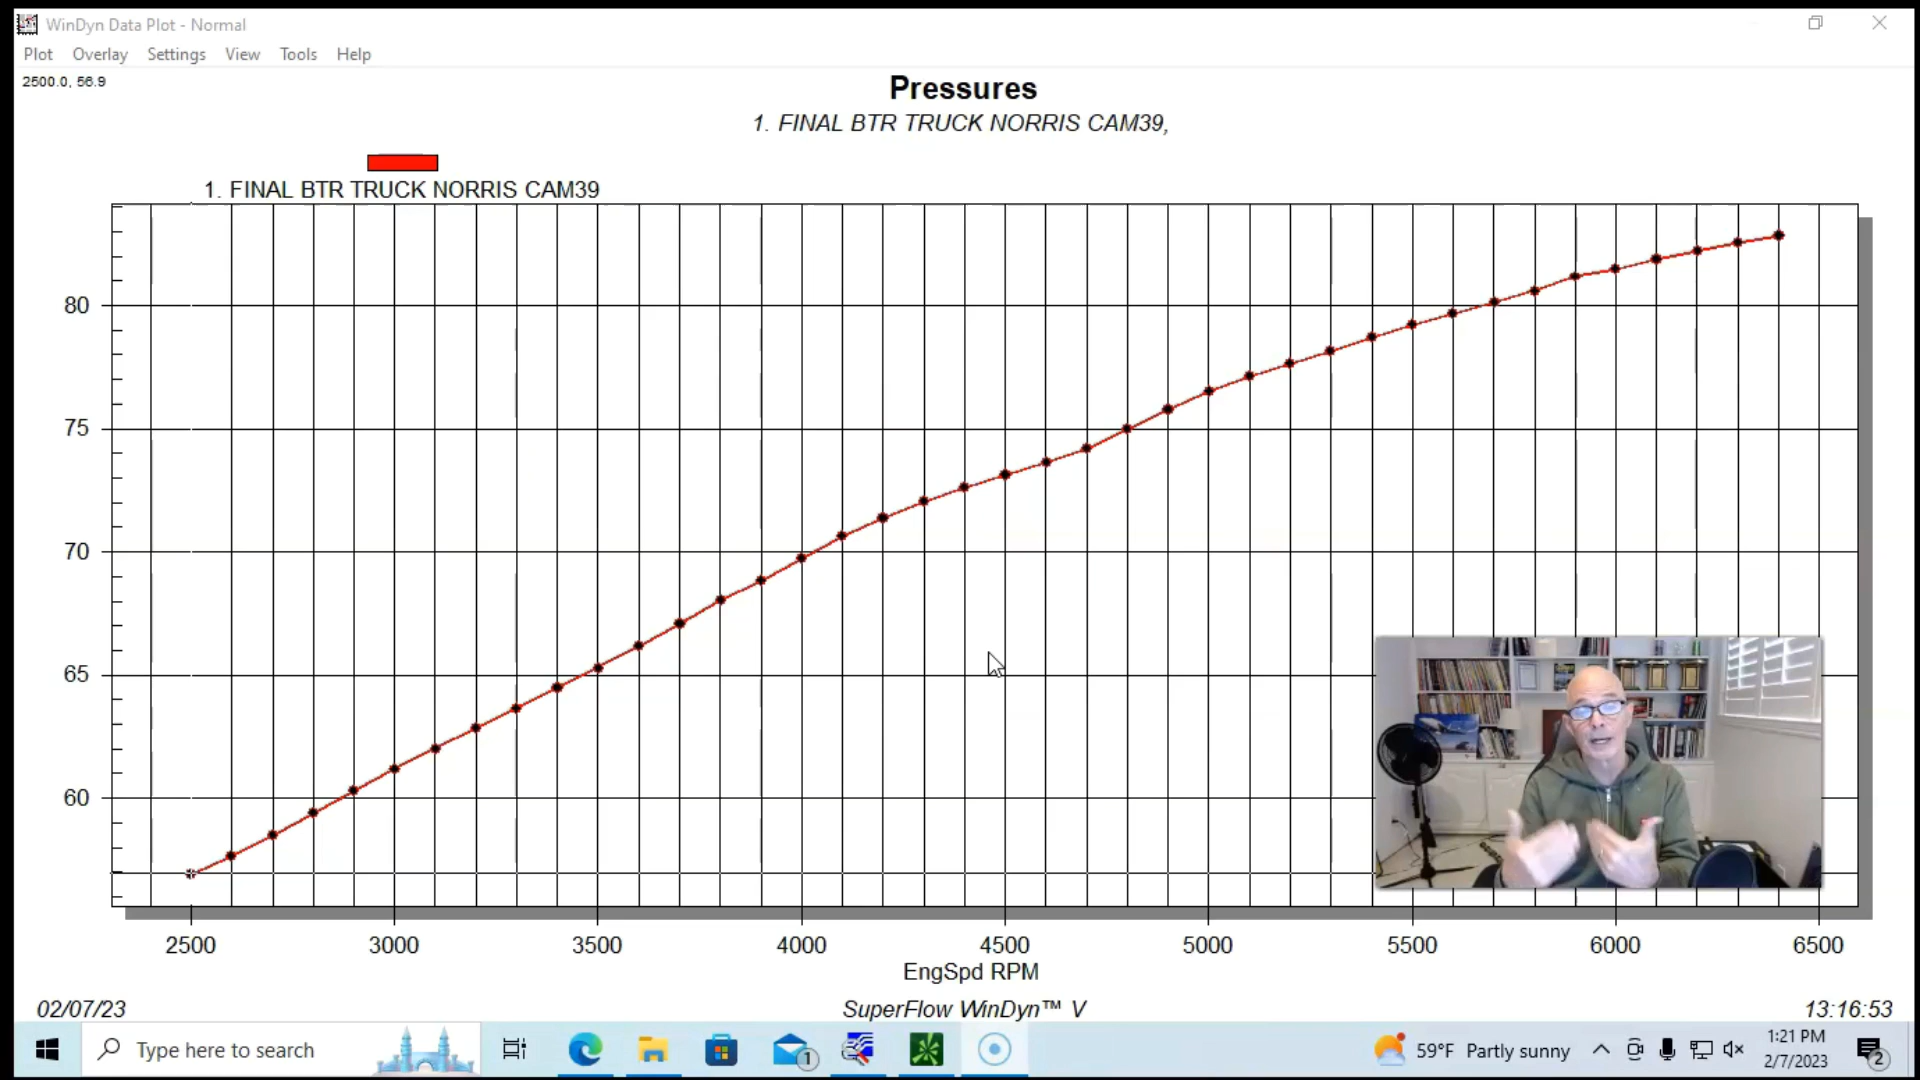 WinDyn Data Plot - Normal
Plot Overlay Settings View Tools Help
2500.0, 56.9
Pressures
1. FINAL BTR TRUCK NORRIS CAM39,
1. FINAL BTR TRUCK NORRIS CAM39
80
75
70
65
60
2500 3000 3500 4000 4500 5000 5500 6000 6500
EngSpd RPM
02/07/23 SuperFlow WinDyn™ V 13:16:53
Type here to search 1 59°F Partly sunny 1:21 PM
2/7/2023 2